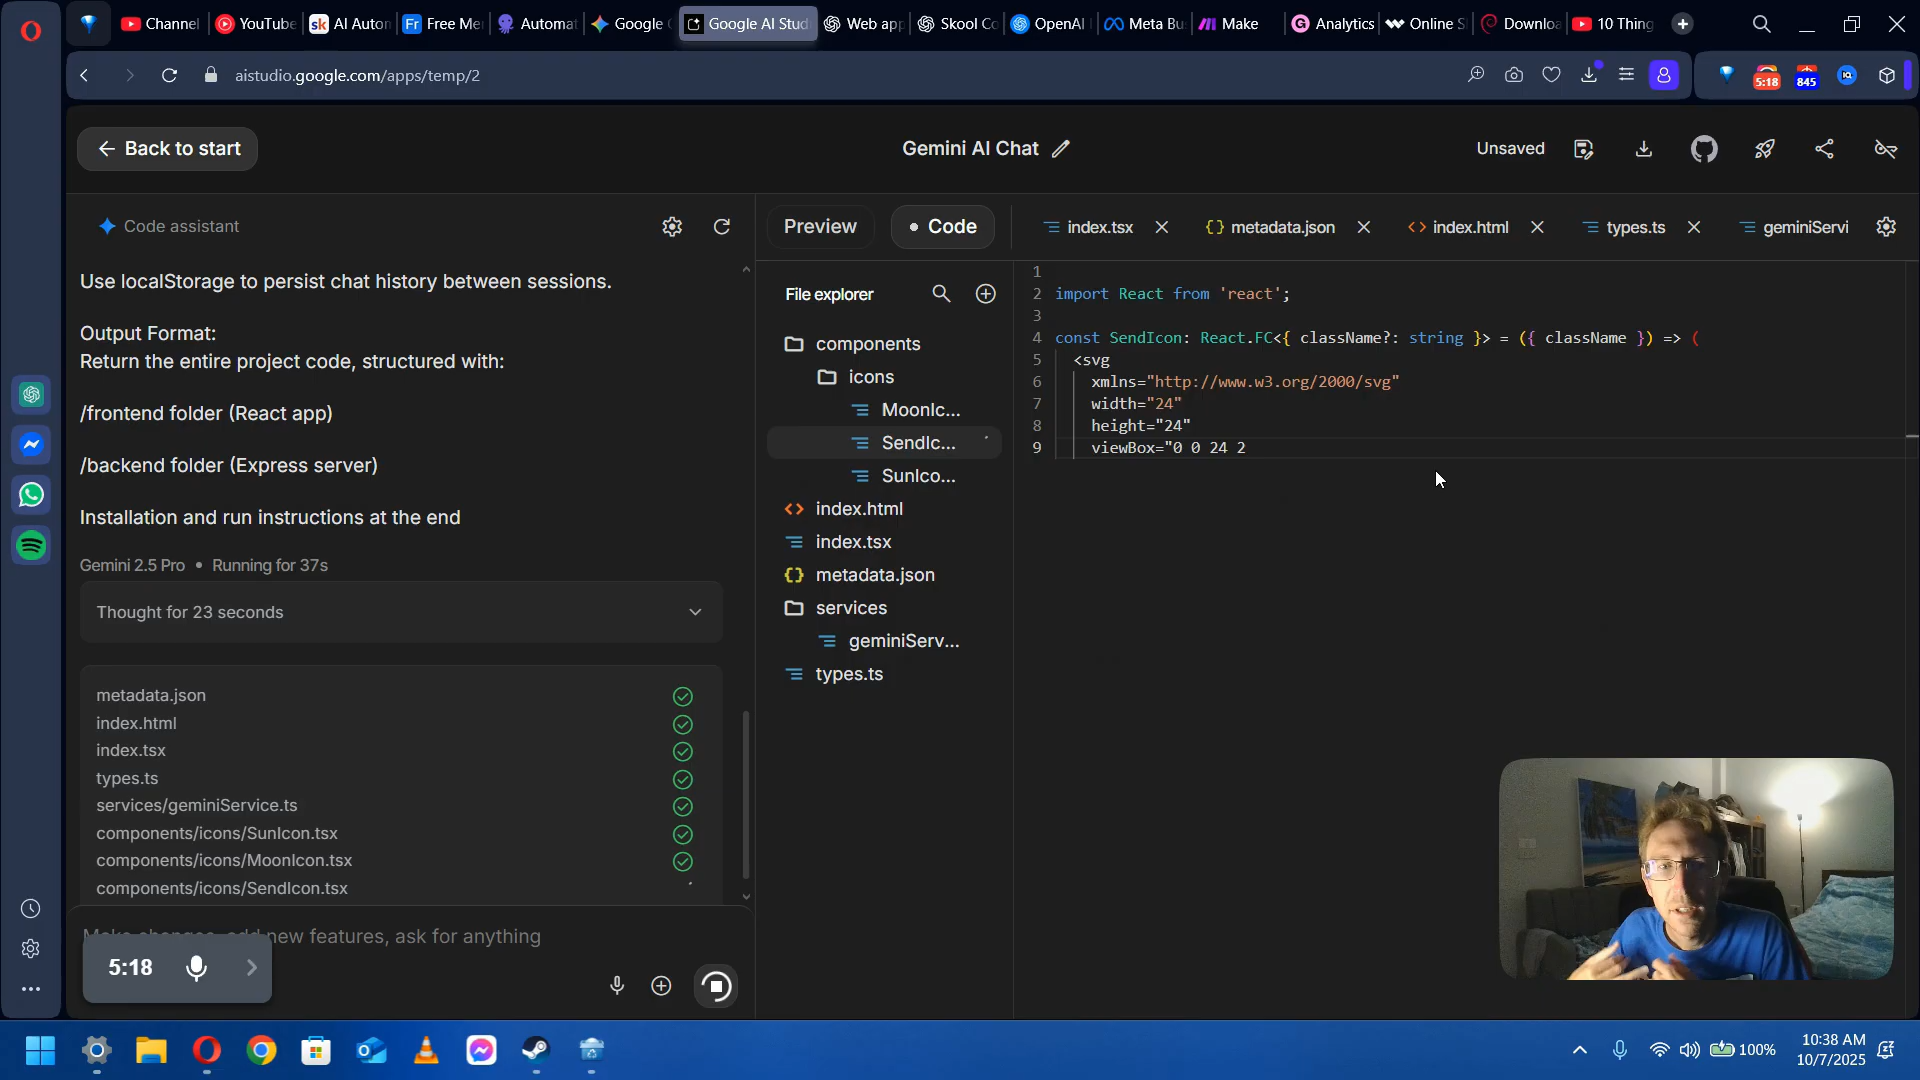 Channel
YouTube
AI Auton
Free Me
Automat
Google
Google AI Stud
Web app
Skool Co
OpenAI
Meta Bu
Make
Analytics
Online S
Downloa
10 Thing
aistudio.google.com/apps/temp/2
5:18
845
Back to start
Gemini AI Chat
Unsaved
Code assistant
Preview
Code
index.tsx
{} metadata.json
<> index.html
types.ts
geminiServi
Use localStorage to persist chat history between sessions.
Output Format:
Return the entire project code, structured with:
/frontend folder (React app)
/backend folder (Express server)
Installation and run instructions at the end
Gemini 2.5 Pro • Running for 37s
Thought for 23 seconds
metadata.json
index.html
index.tsx
types.ts
services/geminiService.ts
components/icons/SunIcon.tsx
components/icons/MoonIcon.tsx
components/icons/SendIcon.tsx
new features, ask for anything
5:18
File explorer
components
icons
MoonIc...
SendIc...
SunIco...
<> index.html
index.tsx
{} metadata.json
services
geminiServ...
types.ts
1
2 import React from 'react';
3
4 const SendIcon: React.FC<{ className?: string }> = ({ className }) => (
5 <svg
6 xmlns="http://www.w3.org/2000/svg"
7 width="24"
8 height="24"
9 viewBox="0 0 24 2
100%
10:38 AM
10/7/2025